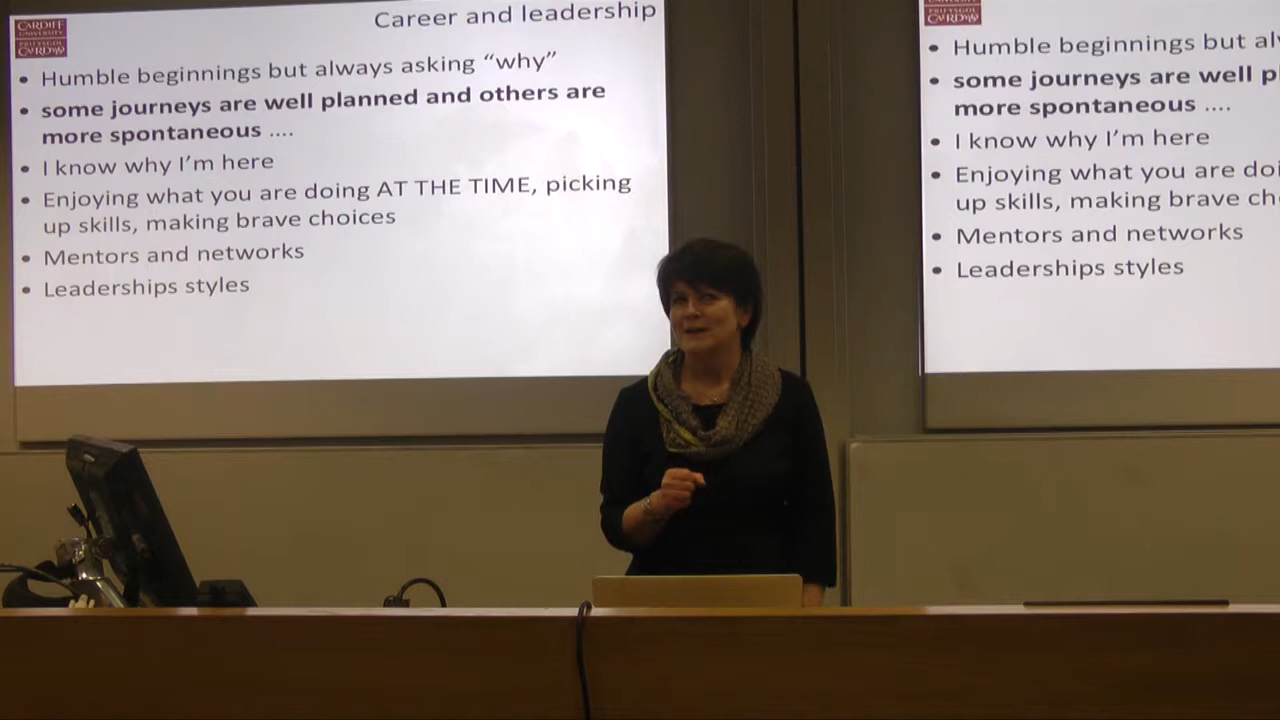 CARDIFF
UNIVERSITY
PRIFYSGOL
CAERDYDD
Career and leadership
• Humble beginnings but always asking “why”
• some journeys are well planned and others are
more spontaneous ....
• I know why I’m here
• Enjoying what you are doing AT THE TIME, picking
up skills, making brave choices
• Mentors and networks
• Leaderships styles
UNIVERSITY
PRIFYSGOL
CAERDYDD
• Humble beginnings but al
• some journeys are well p
more spontaneous ....
• I know why I’m here
• Enjoying what you are doi
up skills, making brave ch
• Mentors and networks
• Leaderships styles